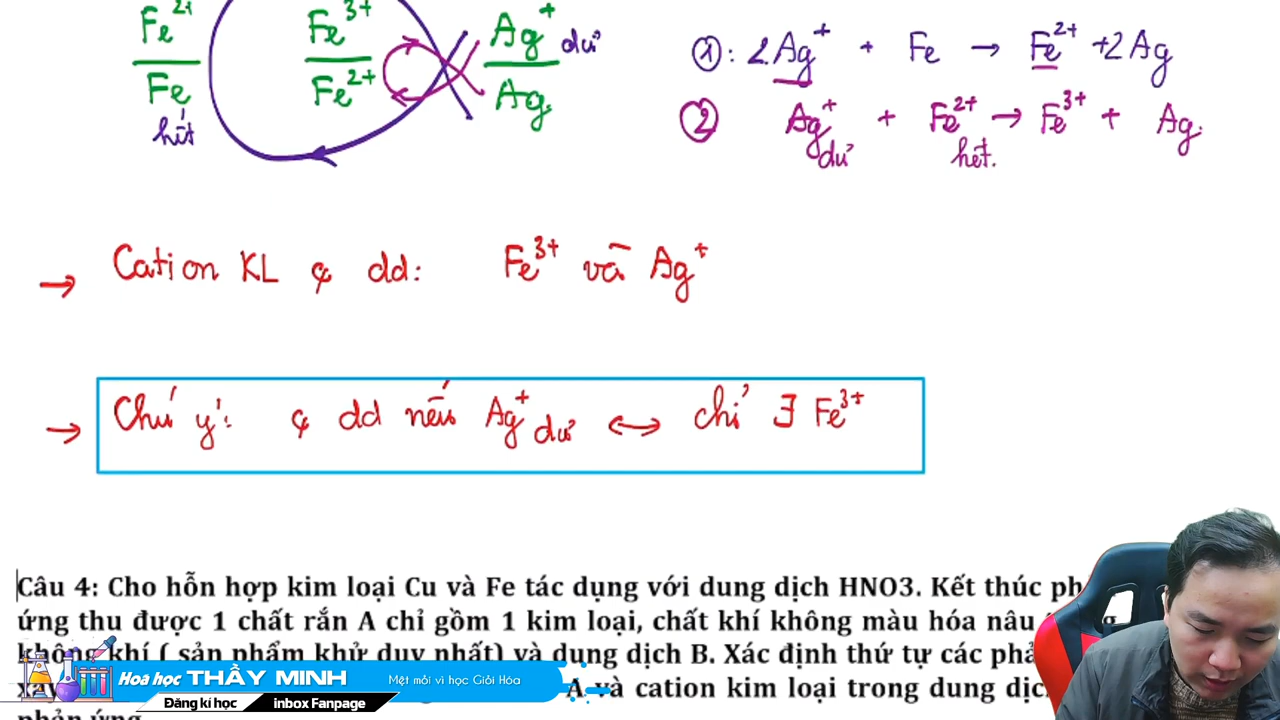 Fe²⁺ Fe³⁺ Ag⁺ dư
Fe Fe²⁺ Ag
hết
①: 2Ag⁺ + Fe → Fe²⁺ + 2Ag
② Ag⁺ + Fe²⁺ → Fe³⁺ + Ag.
dư hết.
→ Cation KL ¢ dd: Fe³⁺ và Ag⁺
→ Chú ý: ¢ dd nếu Ag⁺ dư ↔ chỉ ∃ Fe³⁺
Câu 4: Cho hỗn hợp kim loại Cu và Fe tác dụng với dung dịch HNO3. Kết thúc
ứng thu được 1 chất rắn A chỉ gồm 1 kim loại, chất khí không màu hóa nâu
không khí ( sản phẩm khử duy nhất) và dung dịch B. Xác định thứ tự các
A và cation kim loại trong dung
phản ứng
Hoá học THẦY MINH
Mệt mỏi vì học Giỏi Hóa
Đăng kí học inbox Fanpage